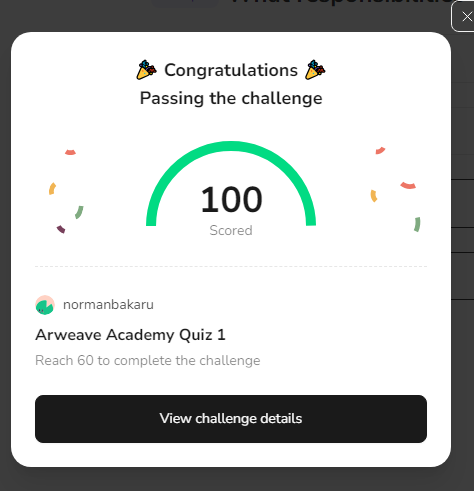 Congratulations
Passing the challenge
100
Scored
normanbakaru
Arweave Academy Quiz 1
Reach 60 to complete the challenge
View challenge details